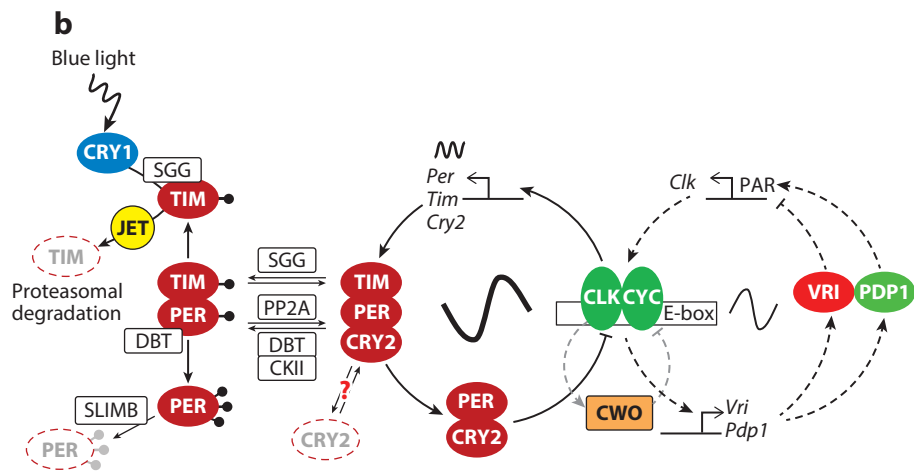 b
Blue light
CRY1
SGG
TIM
JET
TIM
Proteasomal
degradation
TIM
PER
DBT
SLIMB
PER
PER
SGG
PP2A
DBT
CKII
Per
Tim
Cry2
TIM
PER
CRY2
?
CRY2
PER
CRY2
CLK CYC
E-box
CWO
Clk
PAR
VRI PDP1
Vri
Pdp1